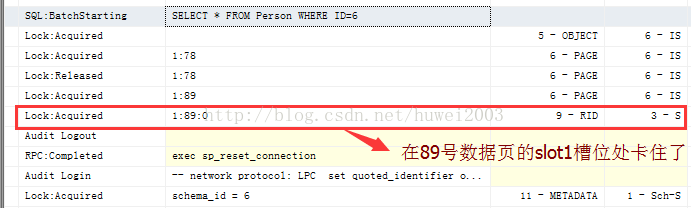 SQL:BatchStarting SELECT * FROM Person WHERE ID=6
Lock:Acquired 5 - OBJECT 6 - IS
Lock:Acquired 1:78 6 - PAGE 6 - IS
Lock:Released 1:78 6 - PAGE 6 - IS
Lock:Acquired 1:89 6 - PAGE 6 - IS
Lock:Acquired 1:89:0 9 - RID 3 - S
http://blog.csdn.net/huwei2003
Audit Logout
在89号数据页的slot1槽位处卡住了
RPC:Completed exec sp_reset_connection
Audit Login -- network protocol: LPC set quoted_identifier o...
Lock:Acquired schema_id = 6 11 - METADATA 1 - Sch-S